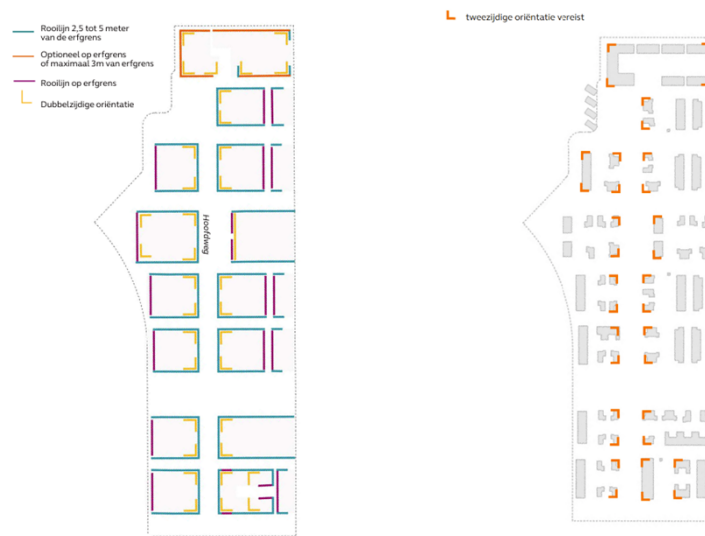 Rooilijn 2,5 tot 5 meter
van de erfgrens
Optioneel op erfgrens
of maximaal 3m van erfgrens
Rooilijn op erfgrens
Dubbelzijdige oriëntatie
Hoofdweg
tweezijdige oriëntatie vereist